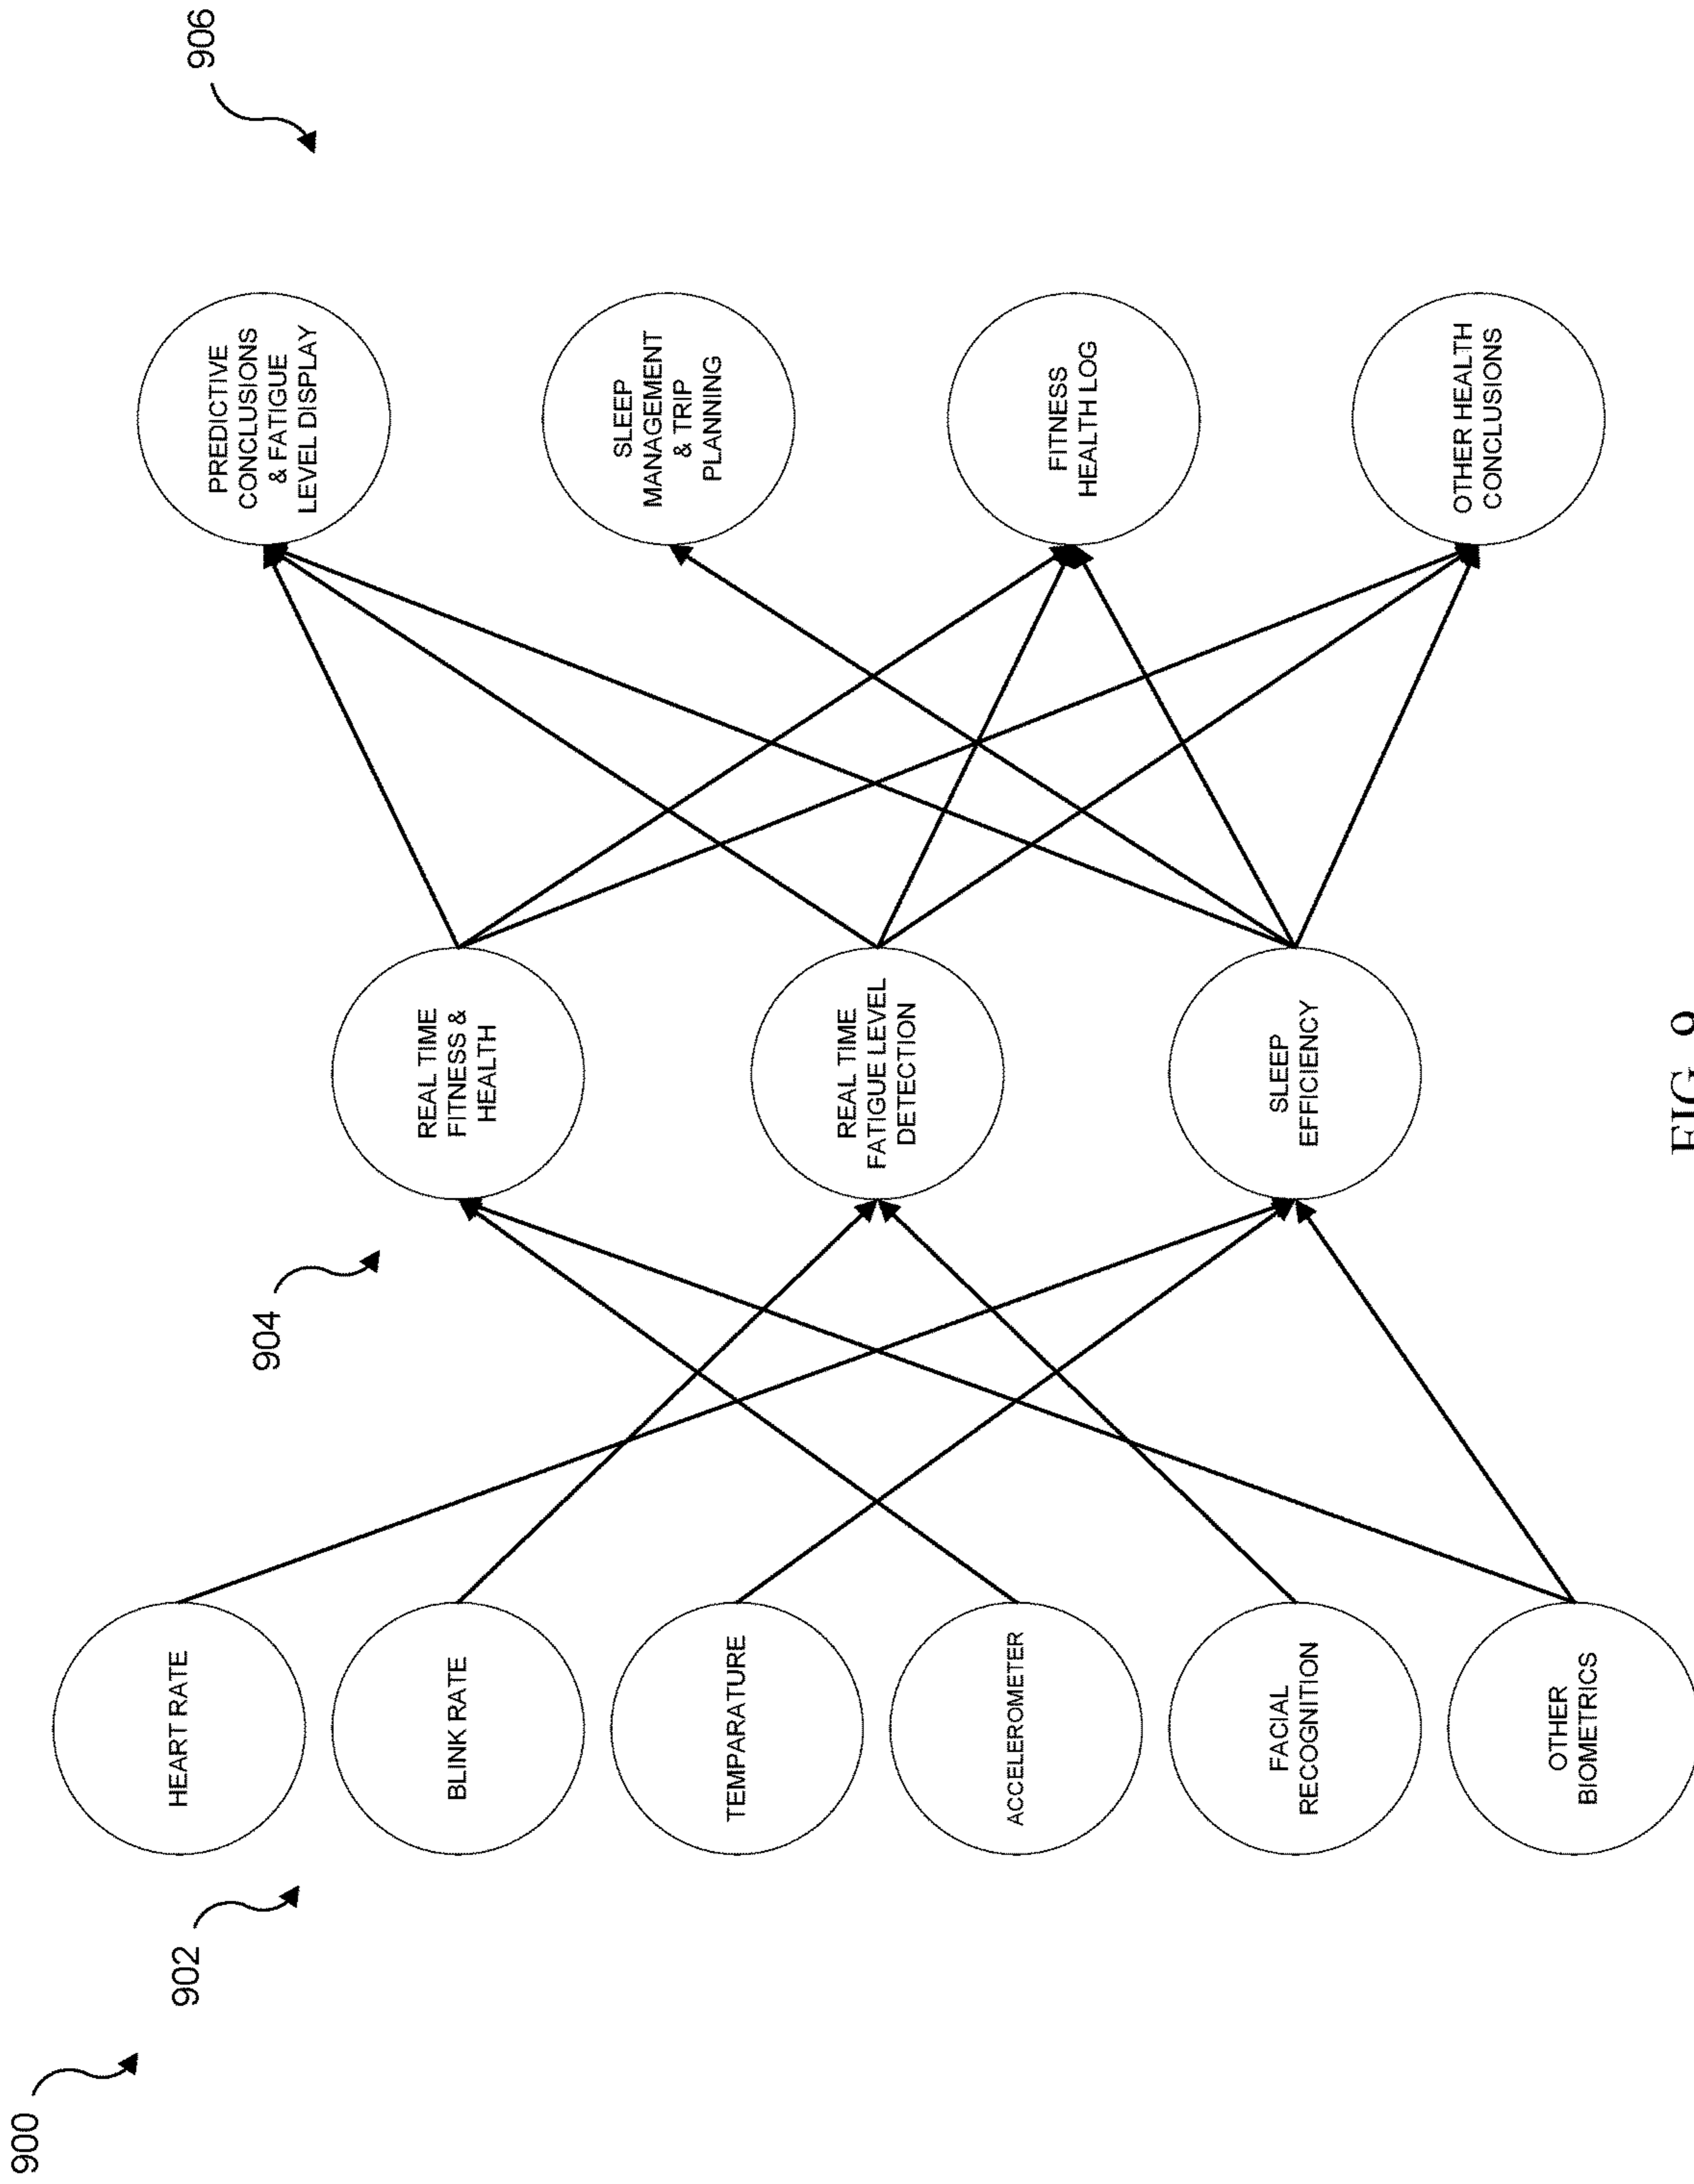 900
902
HEART RATE
BLINK RATE
TEMPARATURE
ACCELEROMETER
FACIAL
RECOGNITION
OTHER
BIOMETRICS
904
REAL TIME
FITNESS &
HEALTH
REAL TIME
FATIGUE LEVEL
DETECTION
SLEEP
EFFICIENCY
906
PREDICTIVE
CONCLUSIONS
& FATIGUE
LEVEL DISPLAY
SLEEP
MANAGEMENT
& TRIP
PLANNING
FITNESS
HEALTH LOG
OTHER HEALTH
CONCLUSIONS
FIG. 9